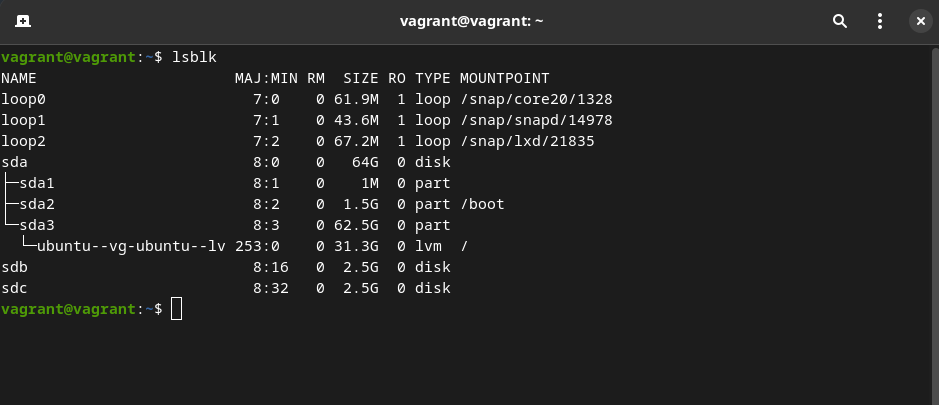 vagrant@vagrant: ~
vagrant@vagrant:~$ lsblk
NAME                      MAJ:MIN RM  SIZE RO TYPE MOUNTPOINT
loop0                       7:0    0 61.9M  1 loop /snap/core20/1328
loop1                       7:1    0 43.6M  1 loop /snap/snapd/14978
loop2                       7:2    0 67.2M  1 loop /snap/lxd/21835
sda                         8:0    0   64G  0 disk
├─sda1                      8:1    0    1M  0 part
├─sda2                      8:2    0  1.5G  0 part /boot
└─sda3                      8:3    0 62.5G  0 part
  └─ubuntu--vg-ubuntu--lv 253:0    0 31.3G  0 lvm  /
sdb                         8:16   0  2.5G  0 disk
sdc                         8:32   0  2.5G  0 disk
vagrant@vagrant:~$